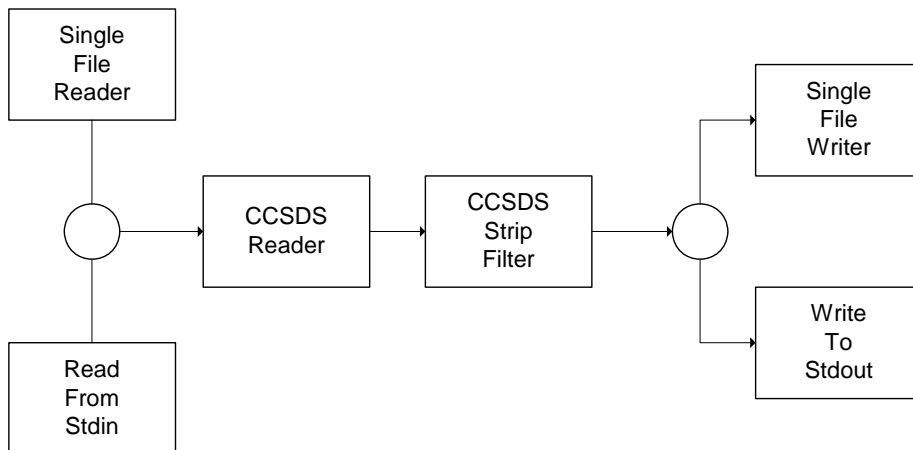 Single
File
Reader
Read
From
Stdin
CCSDS
Reader
CCSDS
Strip
Filter
Single
File
Writer
Write
To
Stdout